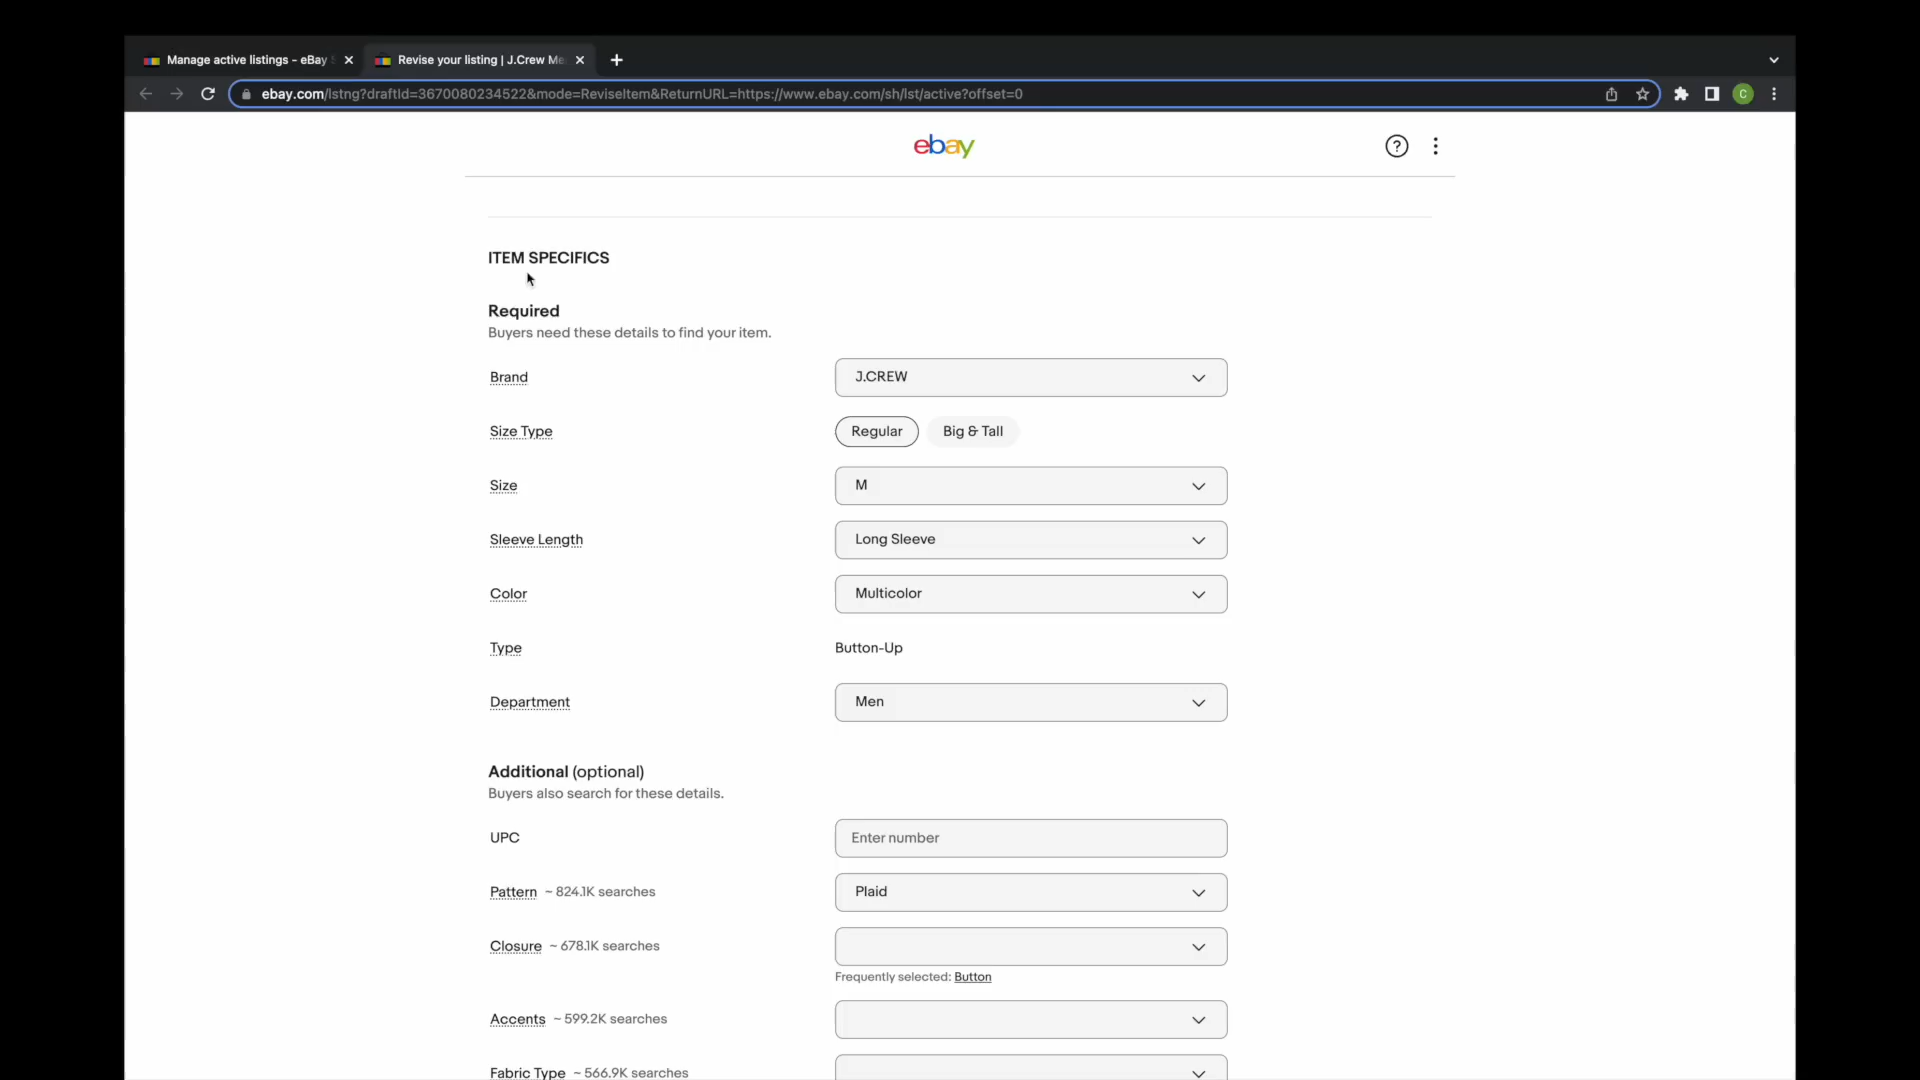 Manage active listings - eBay
Revise your listing | J.Crew Me
ebay.com/lstng?draftId=3670080234522&mode=ReviseItem&ReturnURL=https://www.ebay.com/sh/lst/active?offset=0
C
ebay
?
ITEM SPECIFICS
Required
Buyers need these details to find your item.
Brand
J.CREW
Size Type
Regular
Big & Tall
Size
M
Sleeve Length
Long Sleeve
Color
Multicolor
Type
Button-Up
Department
Men
Additional (optional)
Buyers also search for these details.
UPC
Enter number
Pattern ~ 824.1K searches
Plaid
Closure ~ 678.1K searches
Frequently selected: Button
Accents ~ 599.2K searches
Fabric Type ~ 566.9K searches